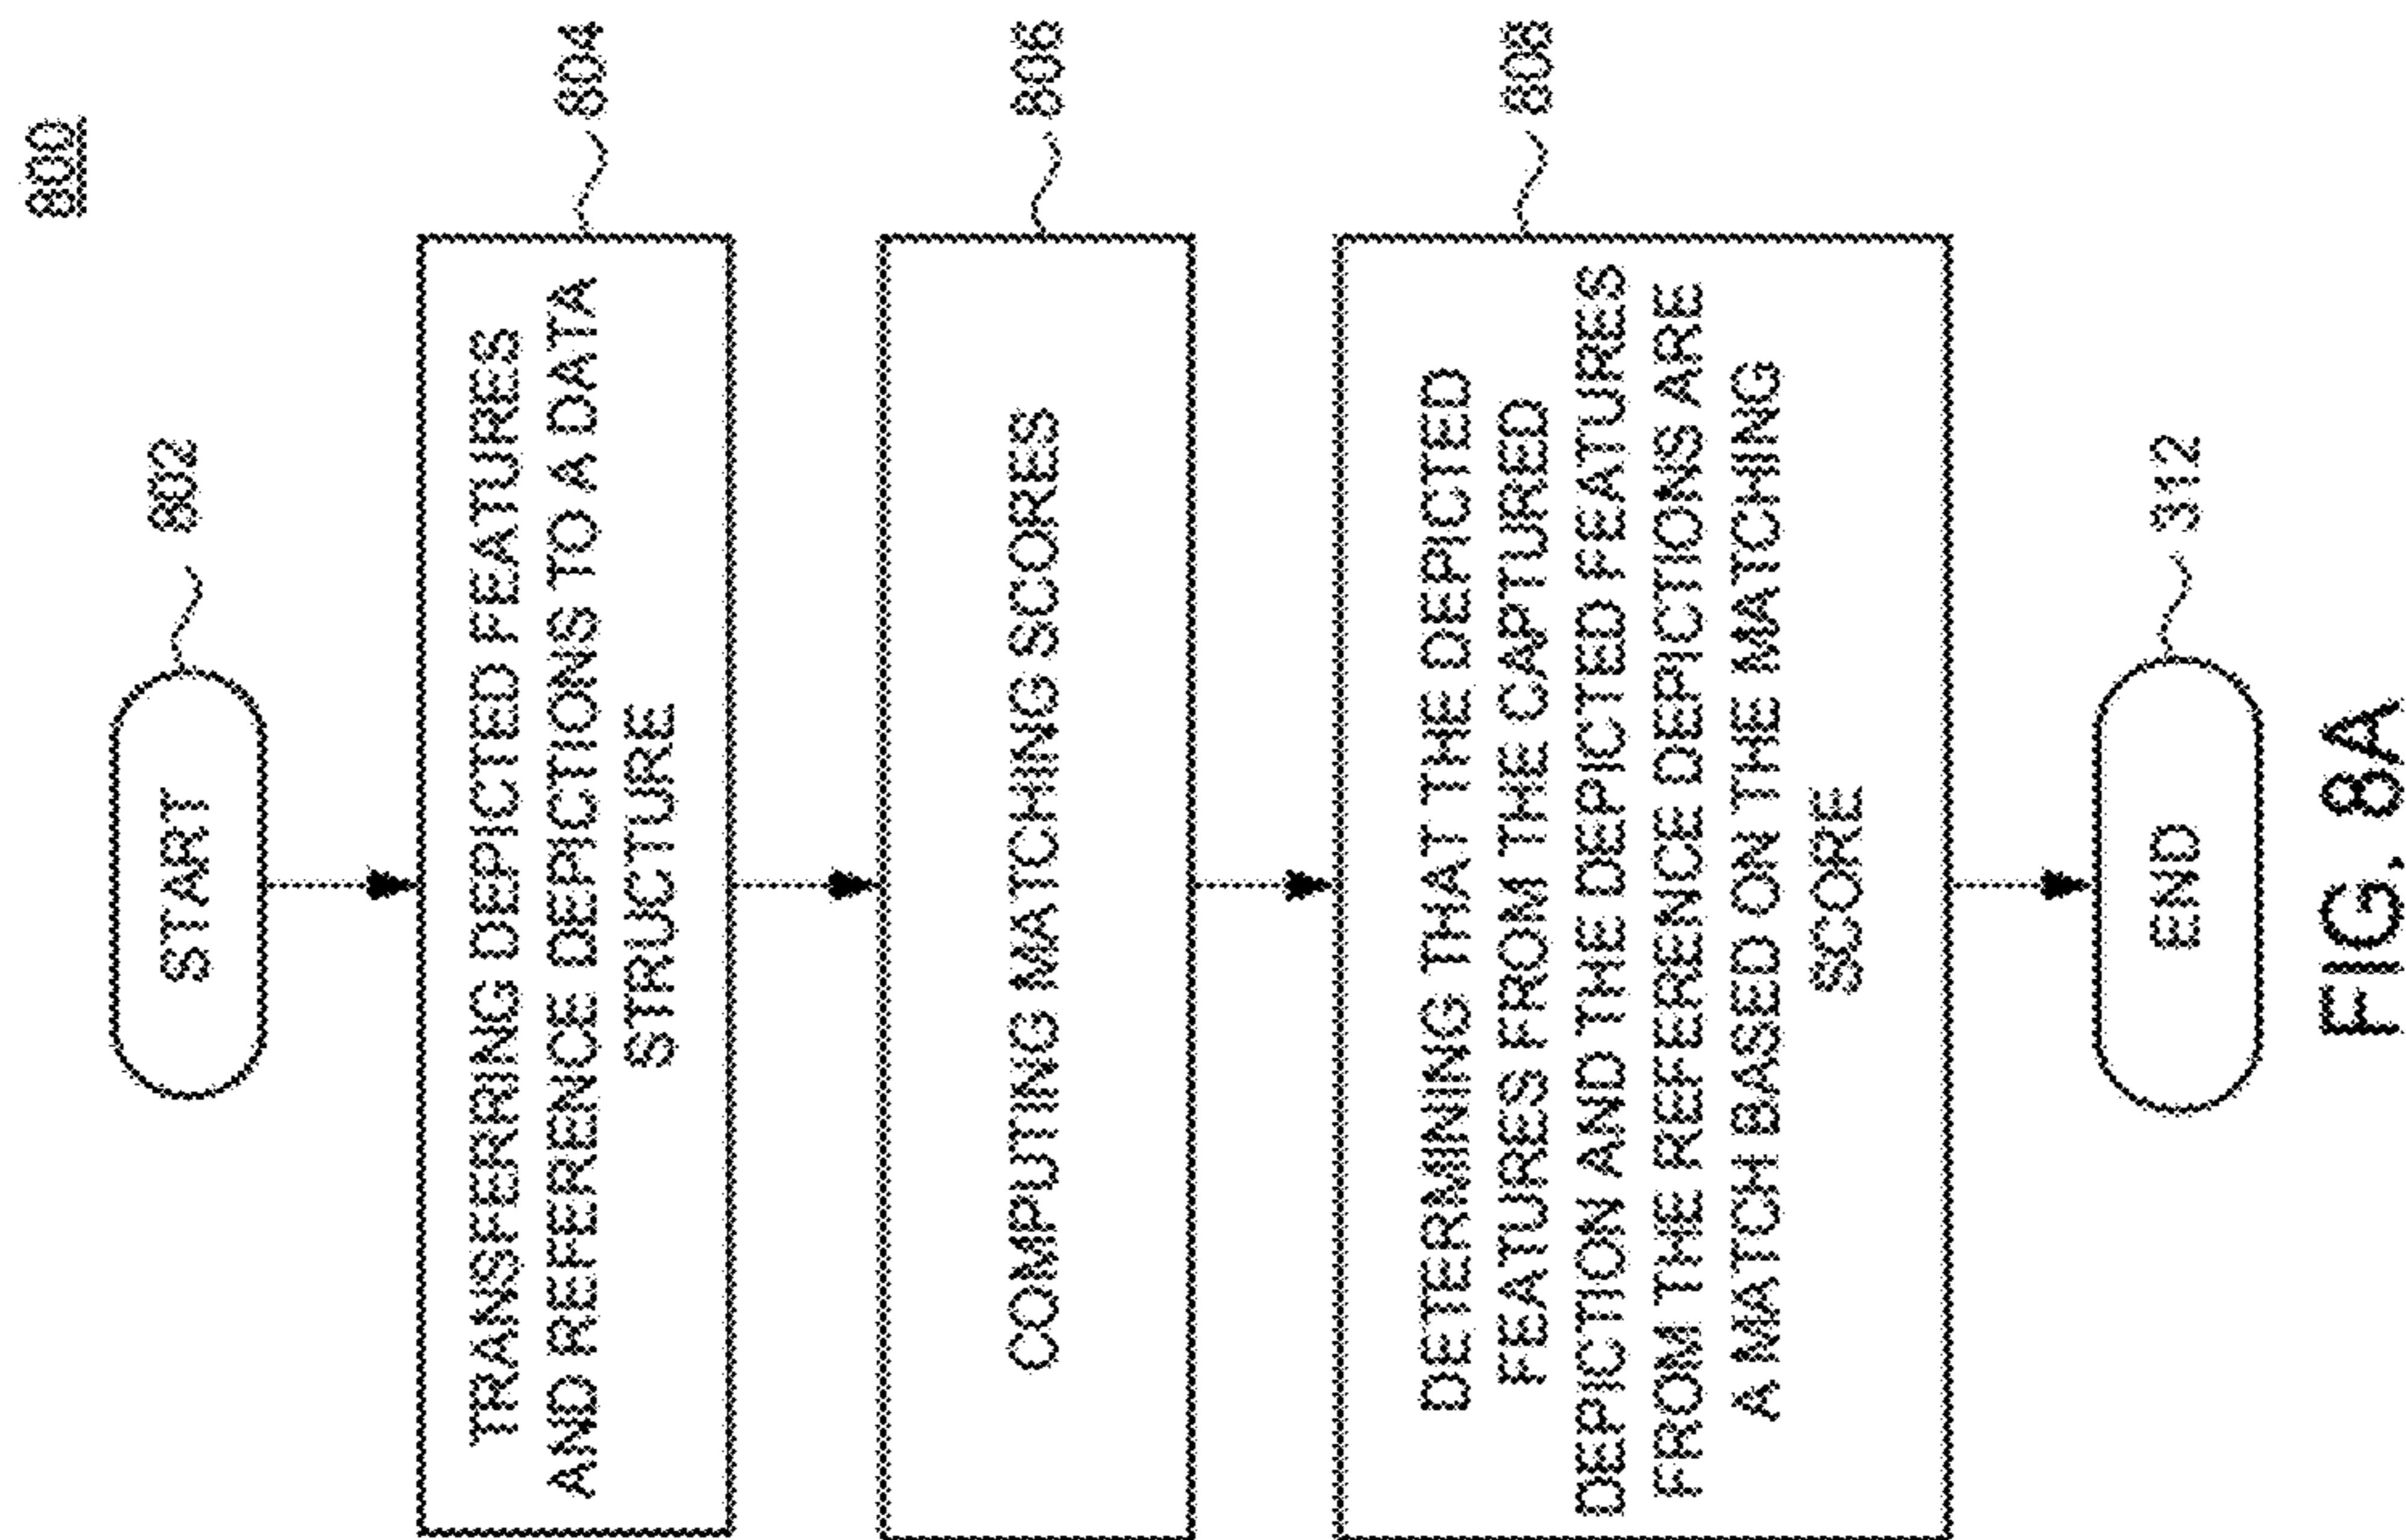 800
START
802
TRANSFERRING DEPICTED FEATURES
AND REFERENCE DEPICTIONS TO A DATA
STRUCTURE
804
COMPUTING MATCHING SCORES
806
DETERMINING THAT THE DEPICTED
FEATURES FROM THE CAPTURED
DEPICTION AND THE DEPICTED FEATURES
FROM THE REFERENCE DEPICTIONS ARE
A MATCH BASED ON THE MATCHING
SCORE
808
END
312
FIG. 8A